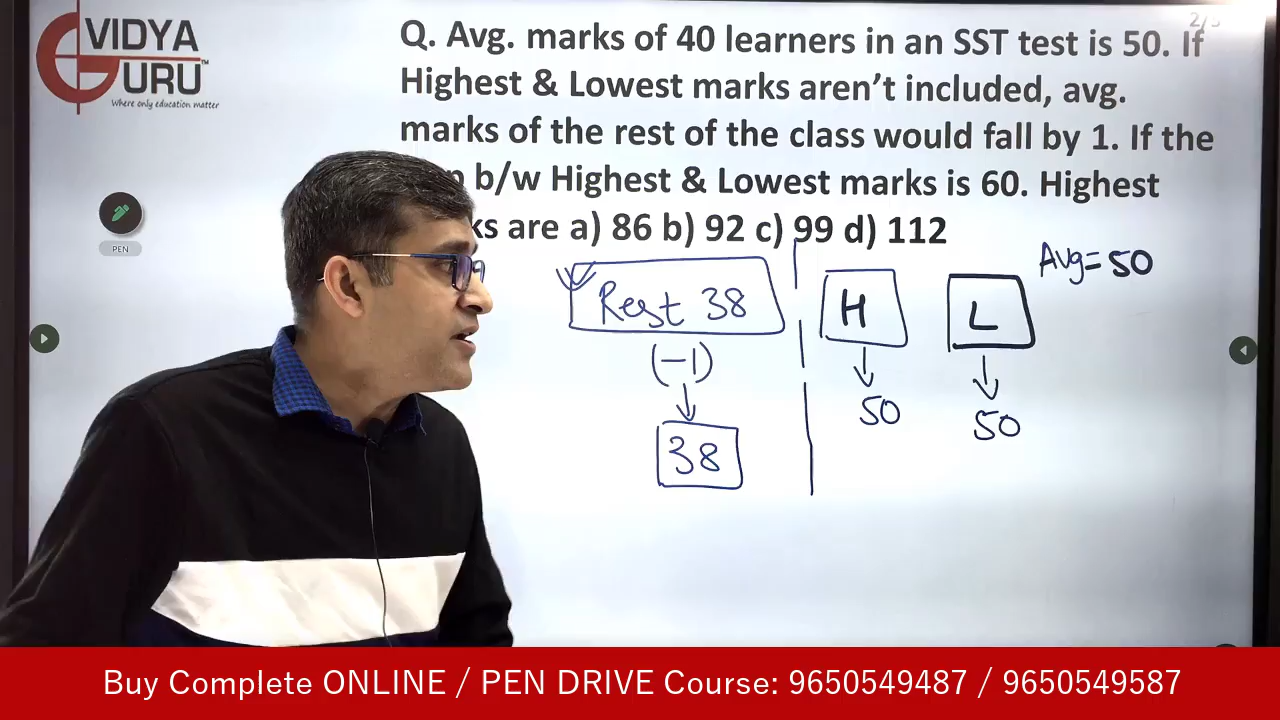 VIDYA
GURU
TM
Where only education matter
2/5
Q. Avg. marks of 40 learners in an SST test is 50. If
Highest & Lowest marks aren't included, avg.
marks of the rest of the class would fall by 1. If the
b/w Highest & Lowest marks is 60. Highest
are a) 86 b) 92 c) 99 d) 112
PEN
Avg = 50
Rest 38
H
L
(-1)
50
50
38
Buy Complete ONLINE / PEN DRIVE Course: 9650549487 / 9650549587